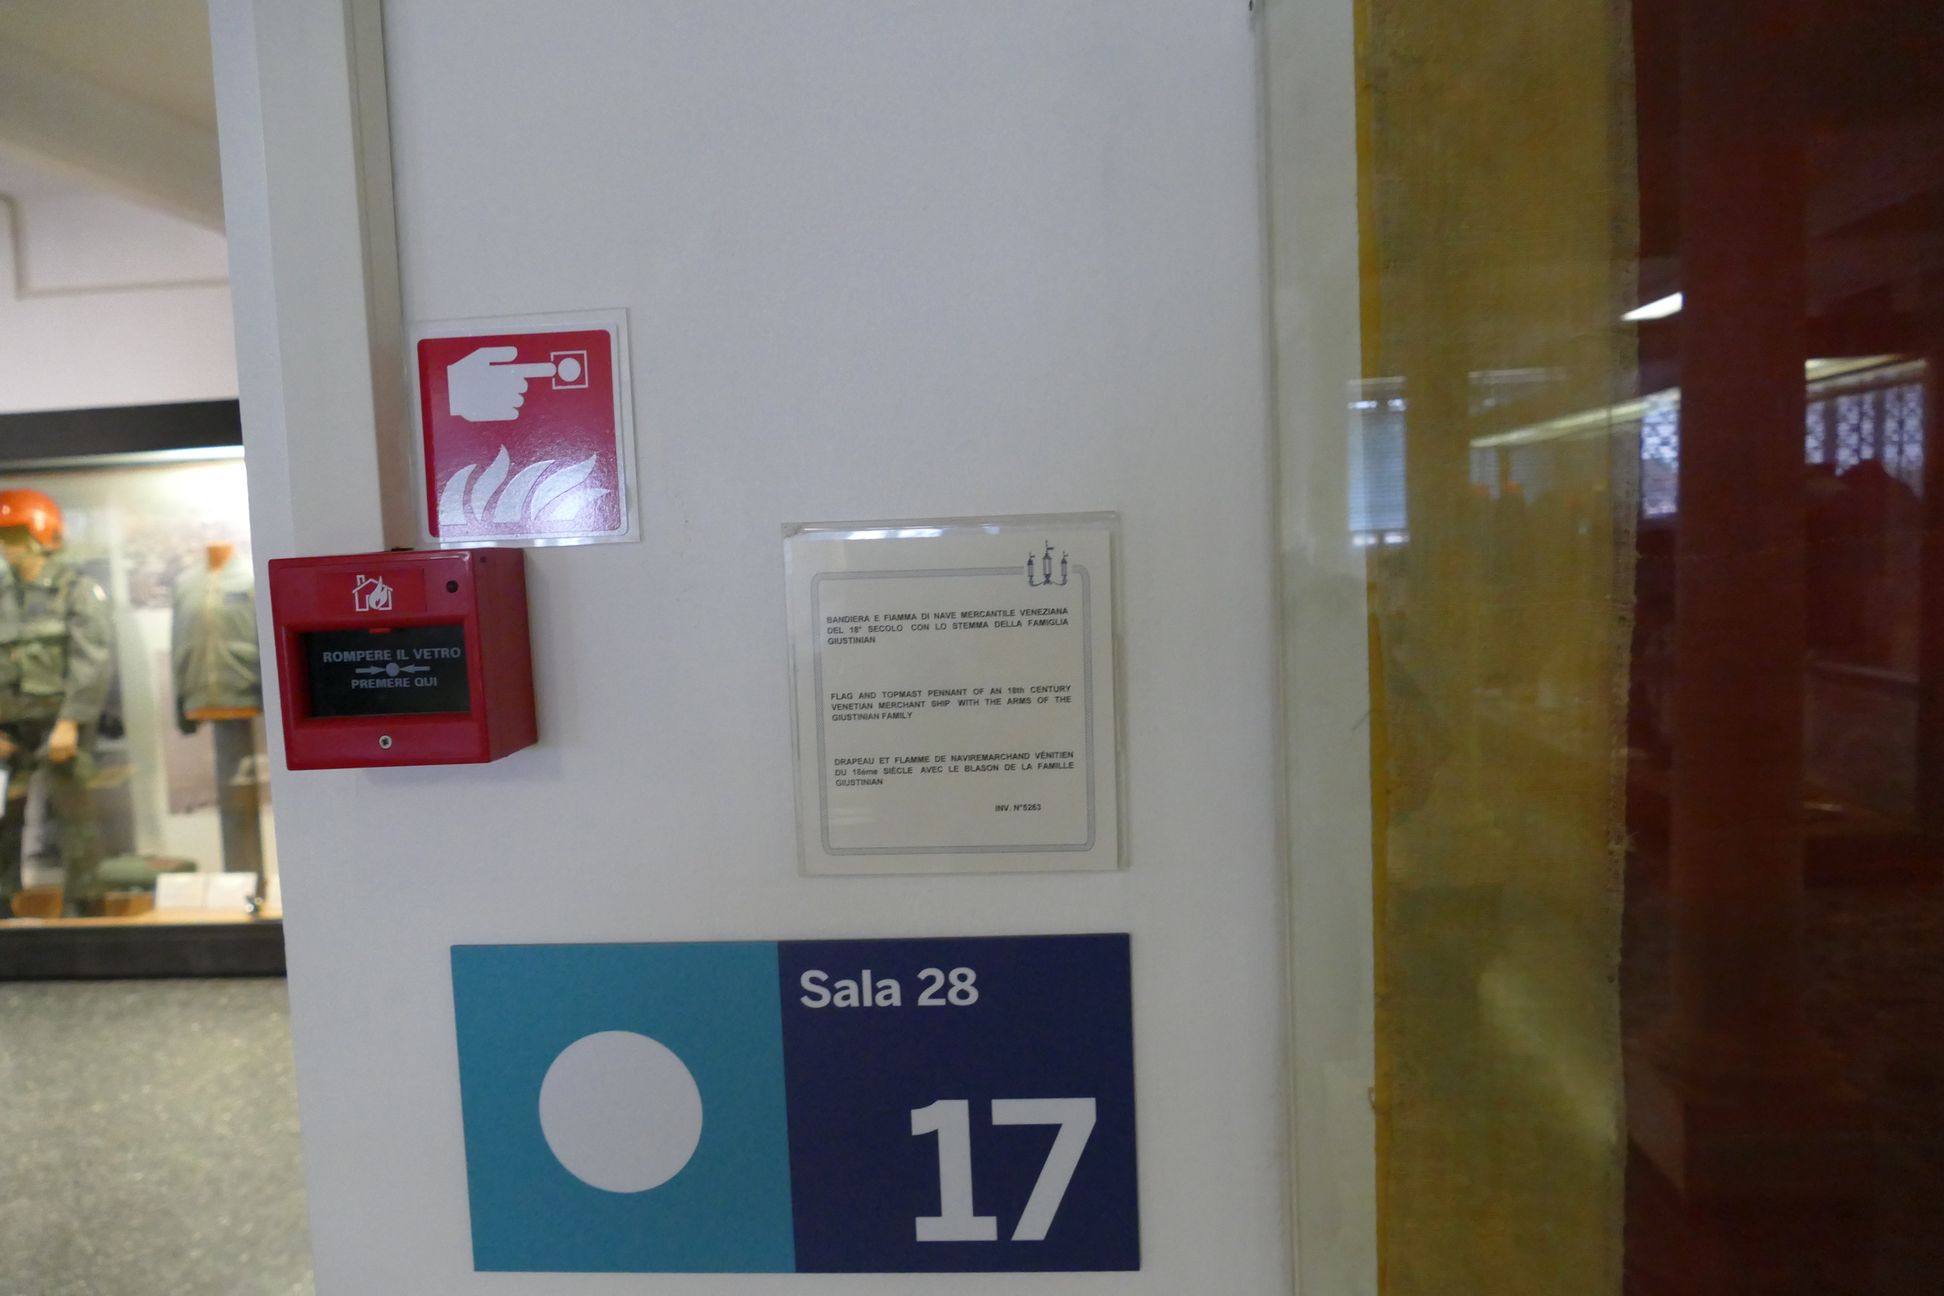 ROMPERE IL VETRO
PREMERE QUI
BANDIERA E FIAMMA DI NAVE MERCANTILE VENEZIANA
DEL 18° SECOLO CON LO STEMMA DELLA FAMIGLIA
GIUSTINIAN
FLAG AND TOPMAST PENNANT OF AN 18th CENTURY
VENETIAN MERCHANT SHIP WITH THE ARMS OF THE
GIUSTINIAN FAMILY
DRAPEAU ET FLAMME DE NAVIREMARCHAND VÉNITIEN
DU 18éme SIÈCLE AVEC LE BLASON DE LA FAMILLE
GIUSTINIAN
INV. N°5263
Sala 28
17